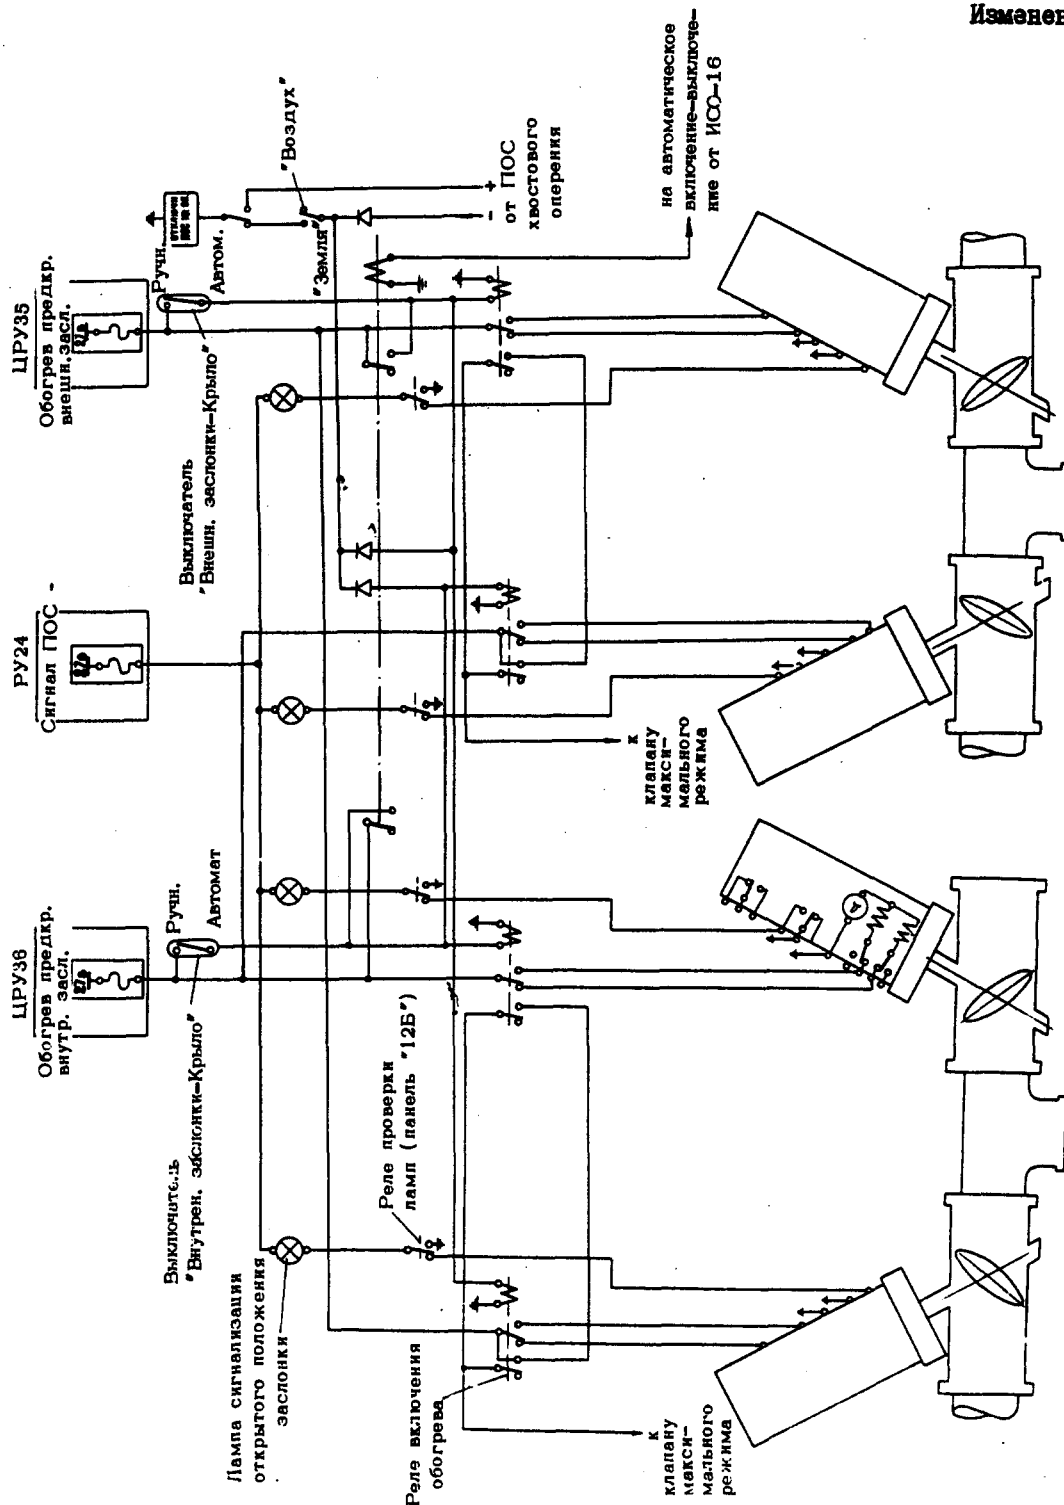 Изменен
ЦРУ36
Обогрев предкр.
внутр. засл.
27в
РУ24
Сигнал ПОС -
27в
ЦРУ35
Обогрев предкр.
внешн. засл.
27в
Ручн.
Автомат
Выключатель
"Внутрен. заслонки-Крыло"
Выключатель
"Внешн. заслонки-Крыло"
Ручн.
Автом.
"Земля"
"Воздух"
- +
от ПОС
хвостового
оперения
Лампа сигнализации
открытого положения
заслонки
Реле проверки
ламп (панель "12Б")
Реле включения
обогрева
к
клапану
макси-
мального
режима
к
клапану
макси-
мального
режима
на автоматическое
включение-выключе-
ние от ИСО-16